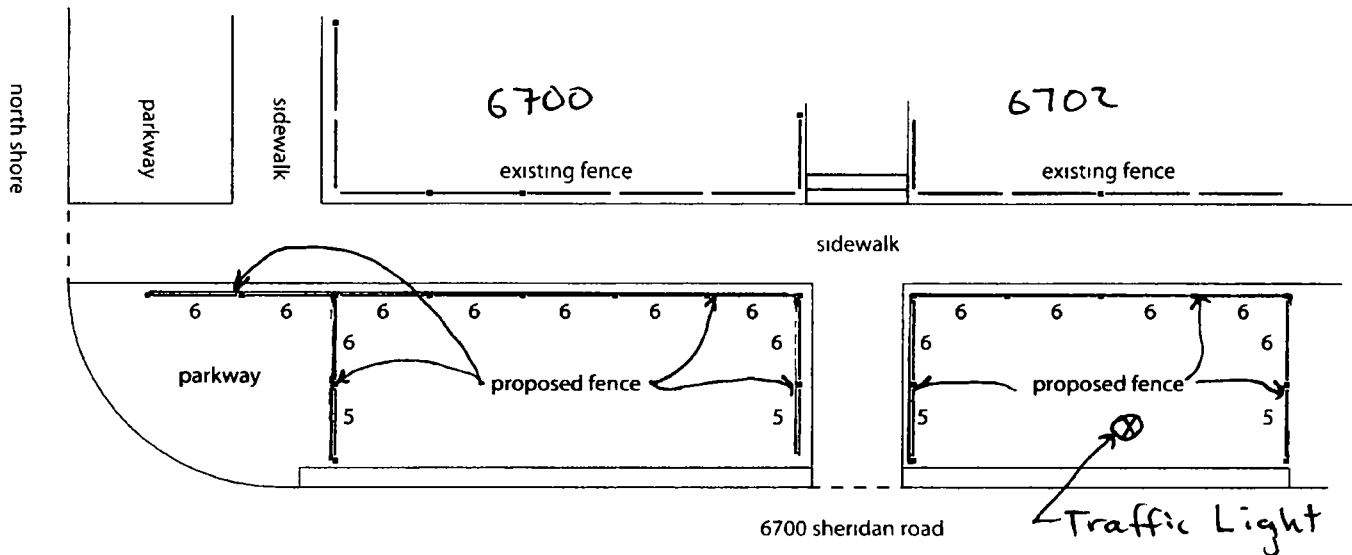 6700
6702
north shore
parkway
sidewalk
existing fence
existing fence
sidewalk
6 6 6 6 6 6 6
6 6 6 6
6
6
6
6
parkway
proposed fence
proposed fence
5
5
5
5
6700 sheridan road
Traffic Light